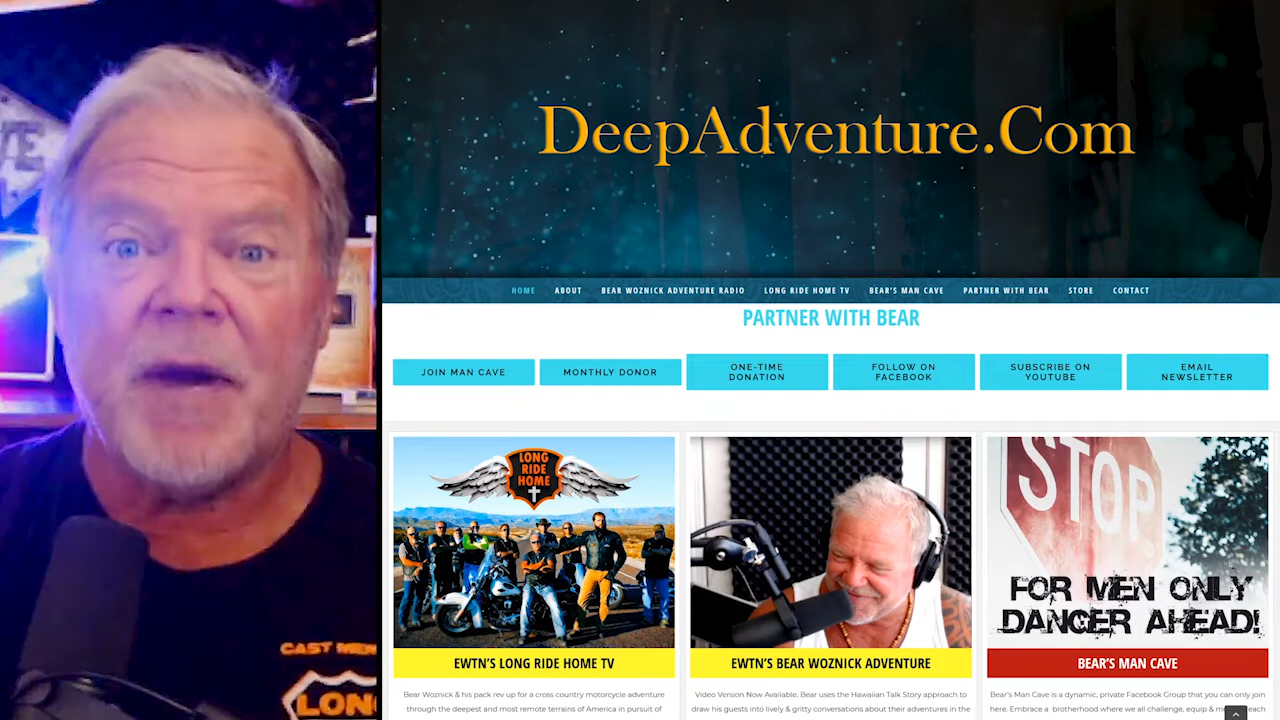 DeepAdventure.Com
HOME ABOUT BEAR WOZNICK ADVENTURE RADIO LONG RIDE HOME TV BEAR'S MAN CAVE PARTNER WITH BEAR STORE CONTACT
PARTNER WITH BEAR
JOIN MAN CAVE
MONTHLY DONOR
ONE-TIME
DONATION
FOLLOW ON
FACEBOOK
SUBSCRIBE ON
YOUTUBE
EMAIL
NEWSLETTER
LONG
RIDE
HOME
EWTN'S LONG RIDE HOME TV
Bear Woznick & his pack rev up for a cross country motorcycle adventure
through the deepest and most remote terrains of America in pursuit of
EWTN'S BEAR WOZNICK ADVENTURE
Video Version Now Available. Bear uses the Hawaiian Talk Story approach to
draw his guests into lively & gritty conversations about their adventures in the
STOP
FOR MEN ONLY
DANGER AHEAD!
BEAR'S MAN CAVE
Bear's Man Cave is a dynamic, private Facebook Group that you can only join
here. Embrace a brotherhood where we all challenge, equip & each
CAST
LONG